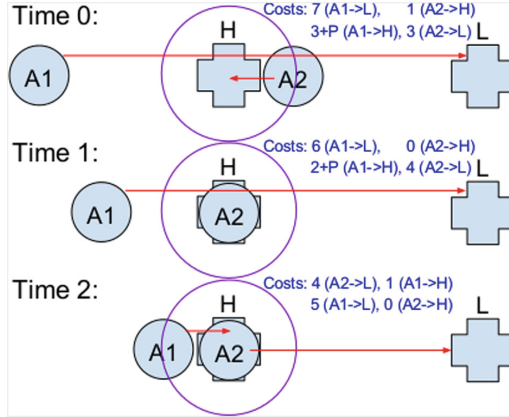 Time 0:
Costs: 7 (A1->L), 1 (A2->H)
3+P (A1->H), 3 (A2->L)
H
L
A1
A2
Time 1:
Costs: 6 (A1->L), 0 (A2->H)
2+P (A1->H), 4 (A2->L)
H
L
A1
A2
Time 2:
Costs: 4 (A2->L), 1 (A1->H)
5 (A1->L), 0 (A2->H)
H
L
A1
A2